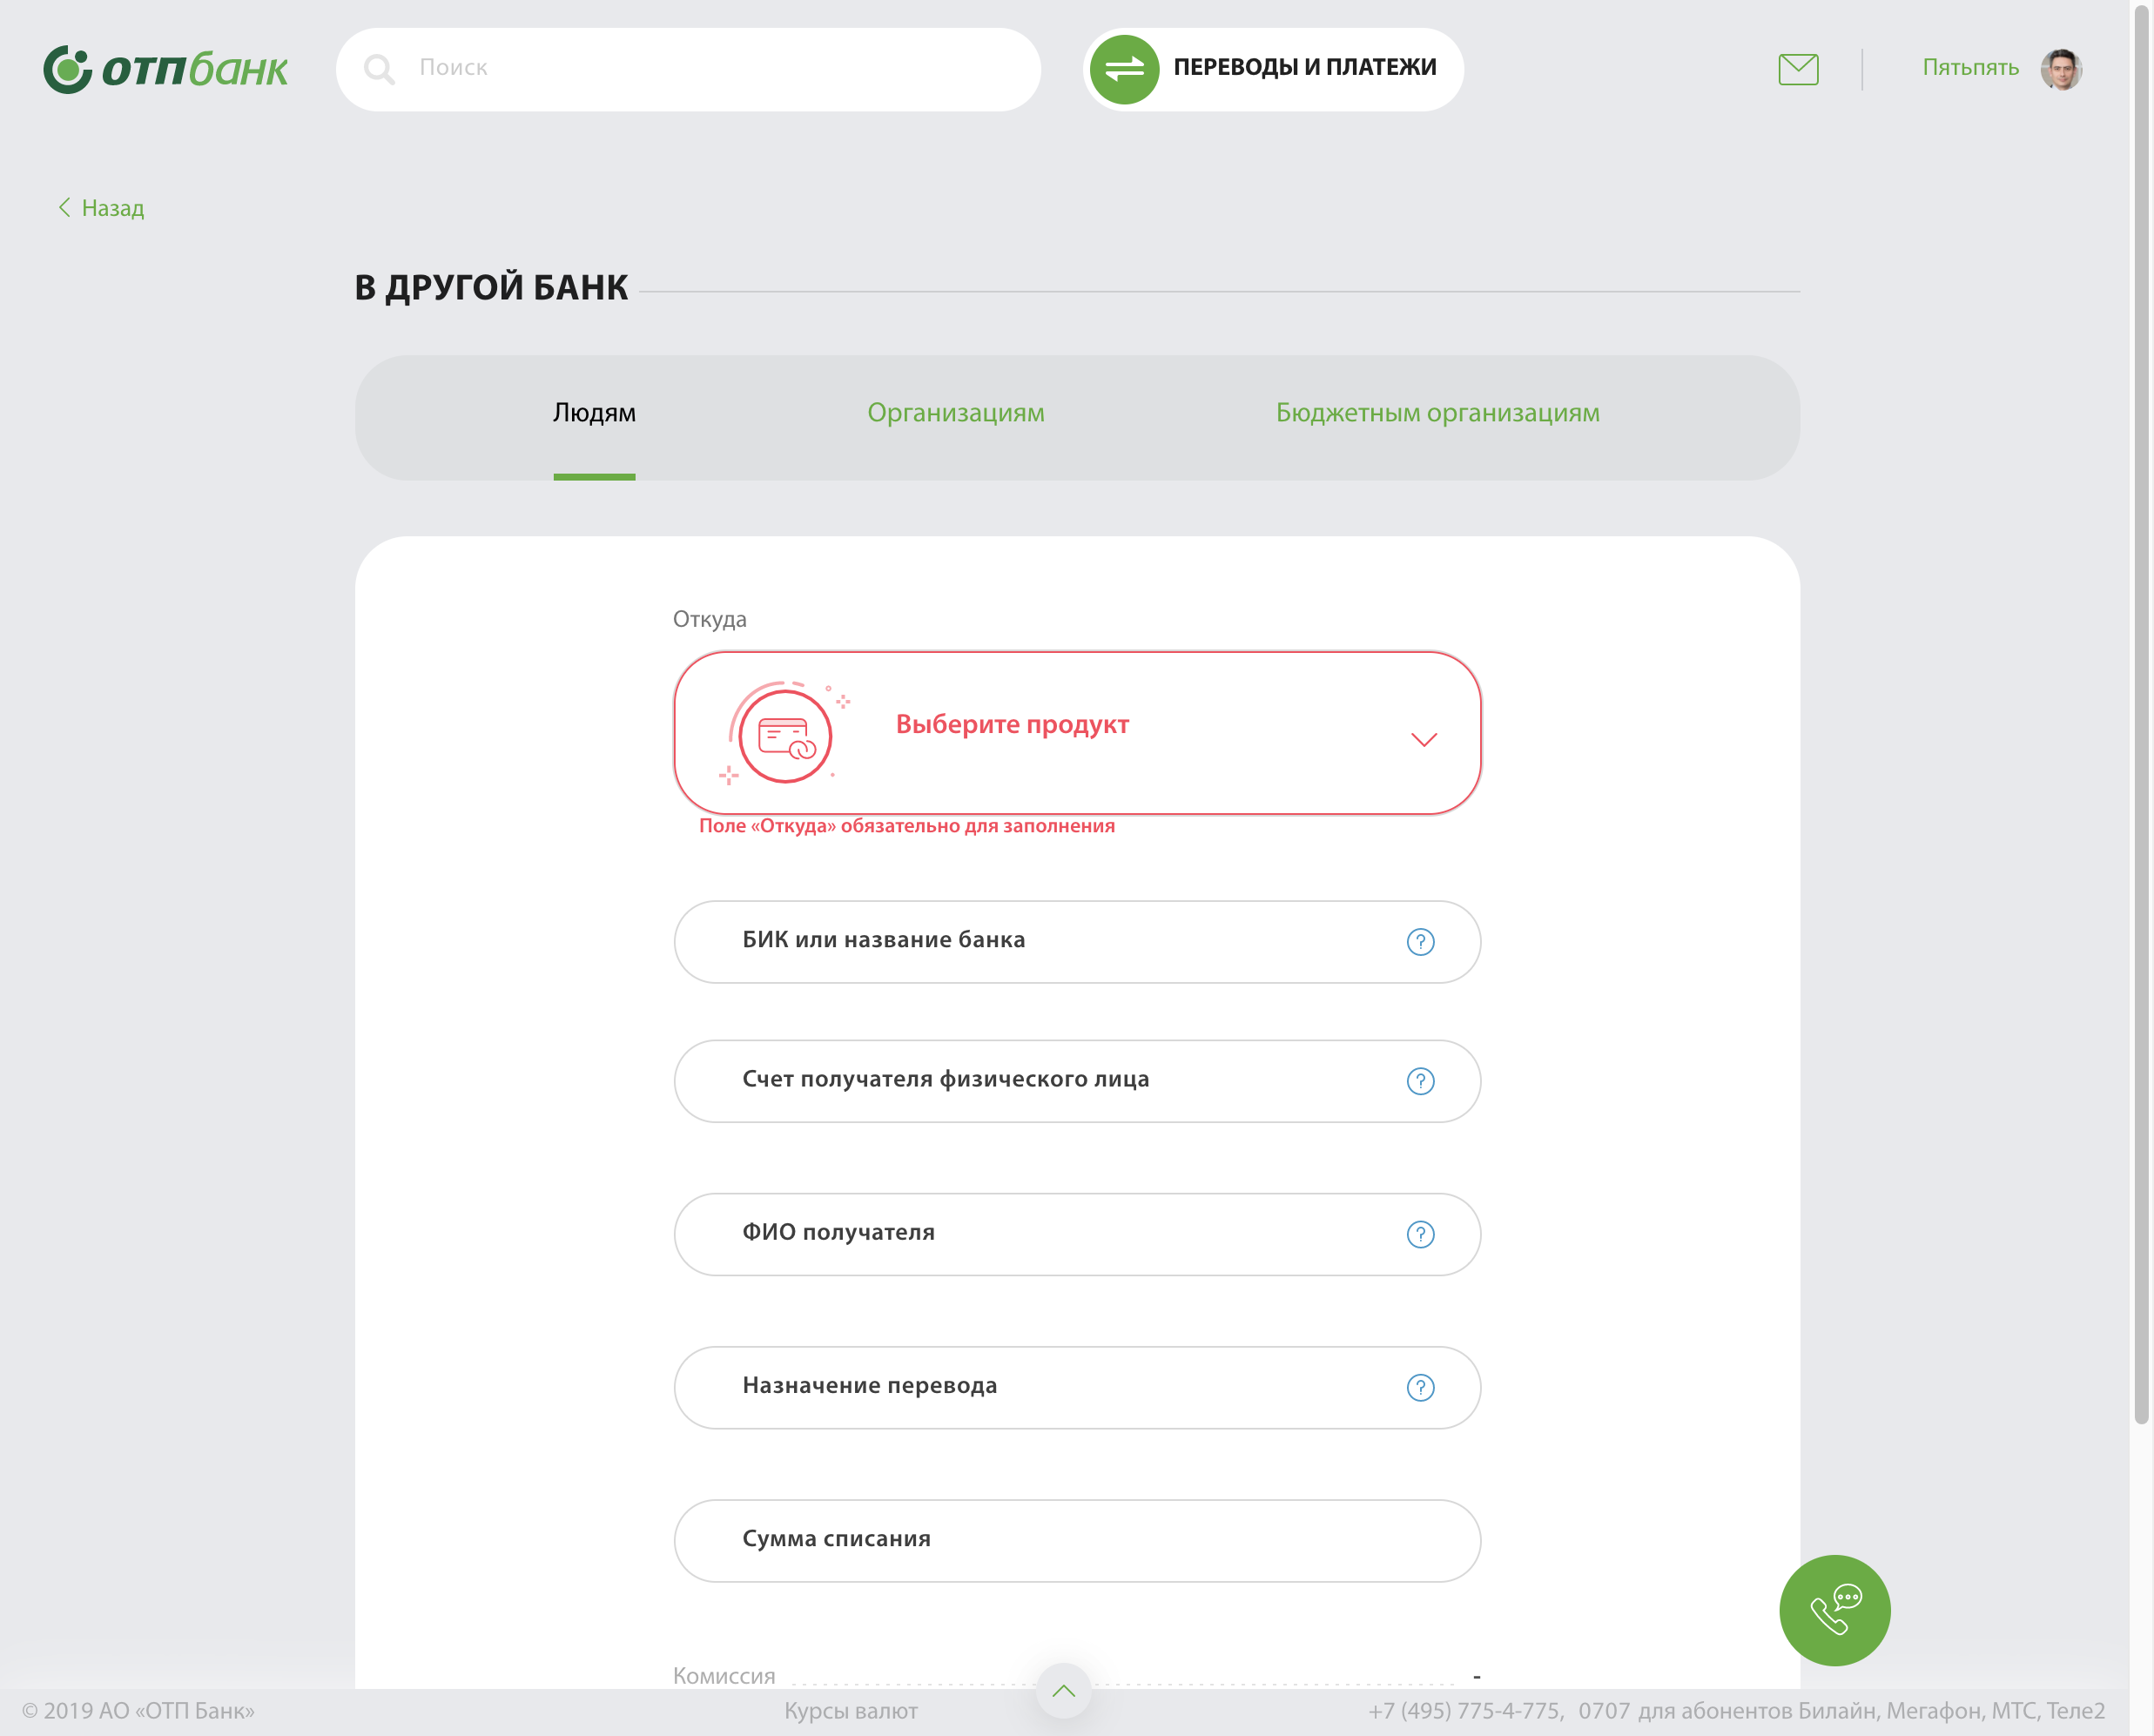 ОТПбанк
Поиск
ПЕРЕВОДЫ И ПЛАТЕЖИ
Пятьпять
Назад
В ДРУГОЙ БАНК
Людям
Организациям
Бюджетным организациям
Откуда
Выберите продукт
Поле «Откуда» обязательно для заполнения
БИК или название банка
?
Счет получателя физического лица
?
ФИО получателя
?
Назначение перевода
?
Сумма списания
Комиссия -
© 2019 АО «ОТП Банк»
Курсы валют
+7 (495) 775-4-775, 0707 для абонентов Билайн, Мегафон, МТС, Теле2